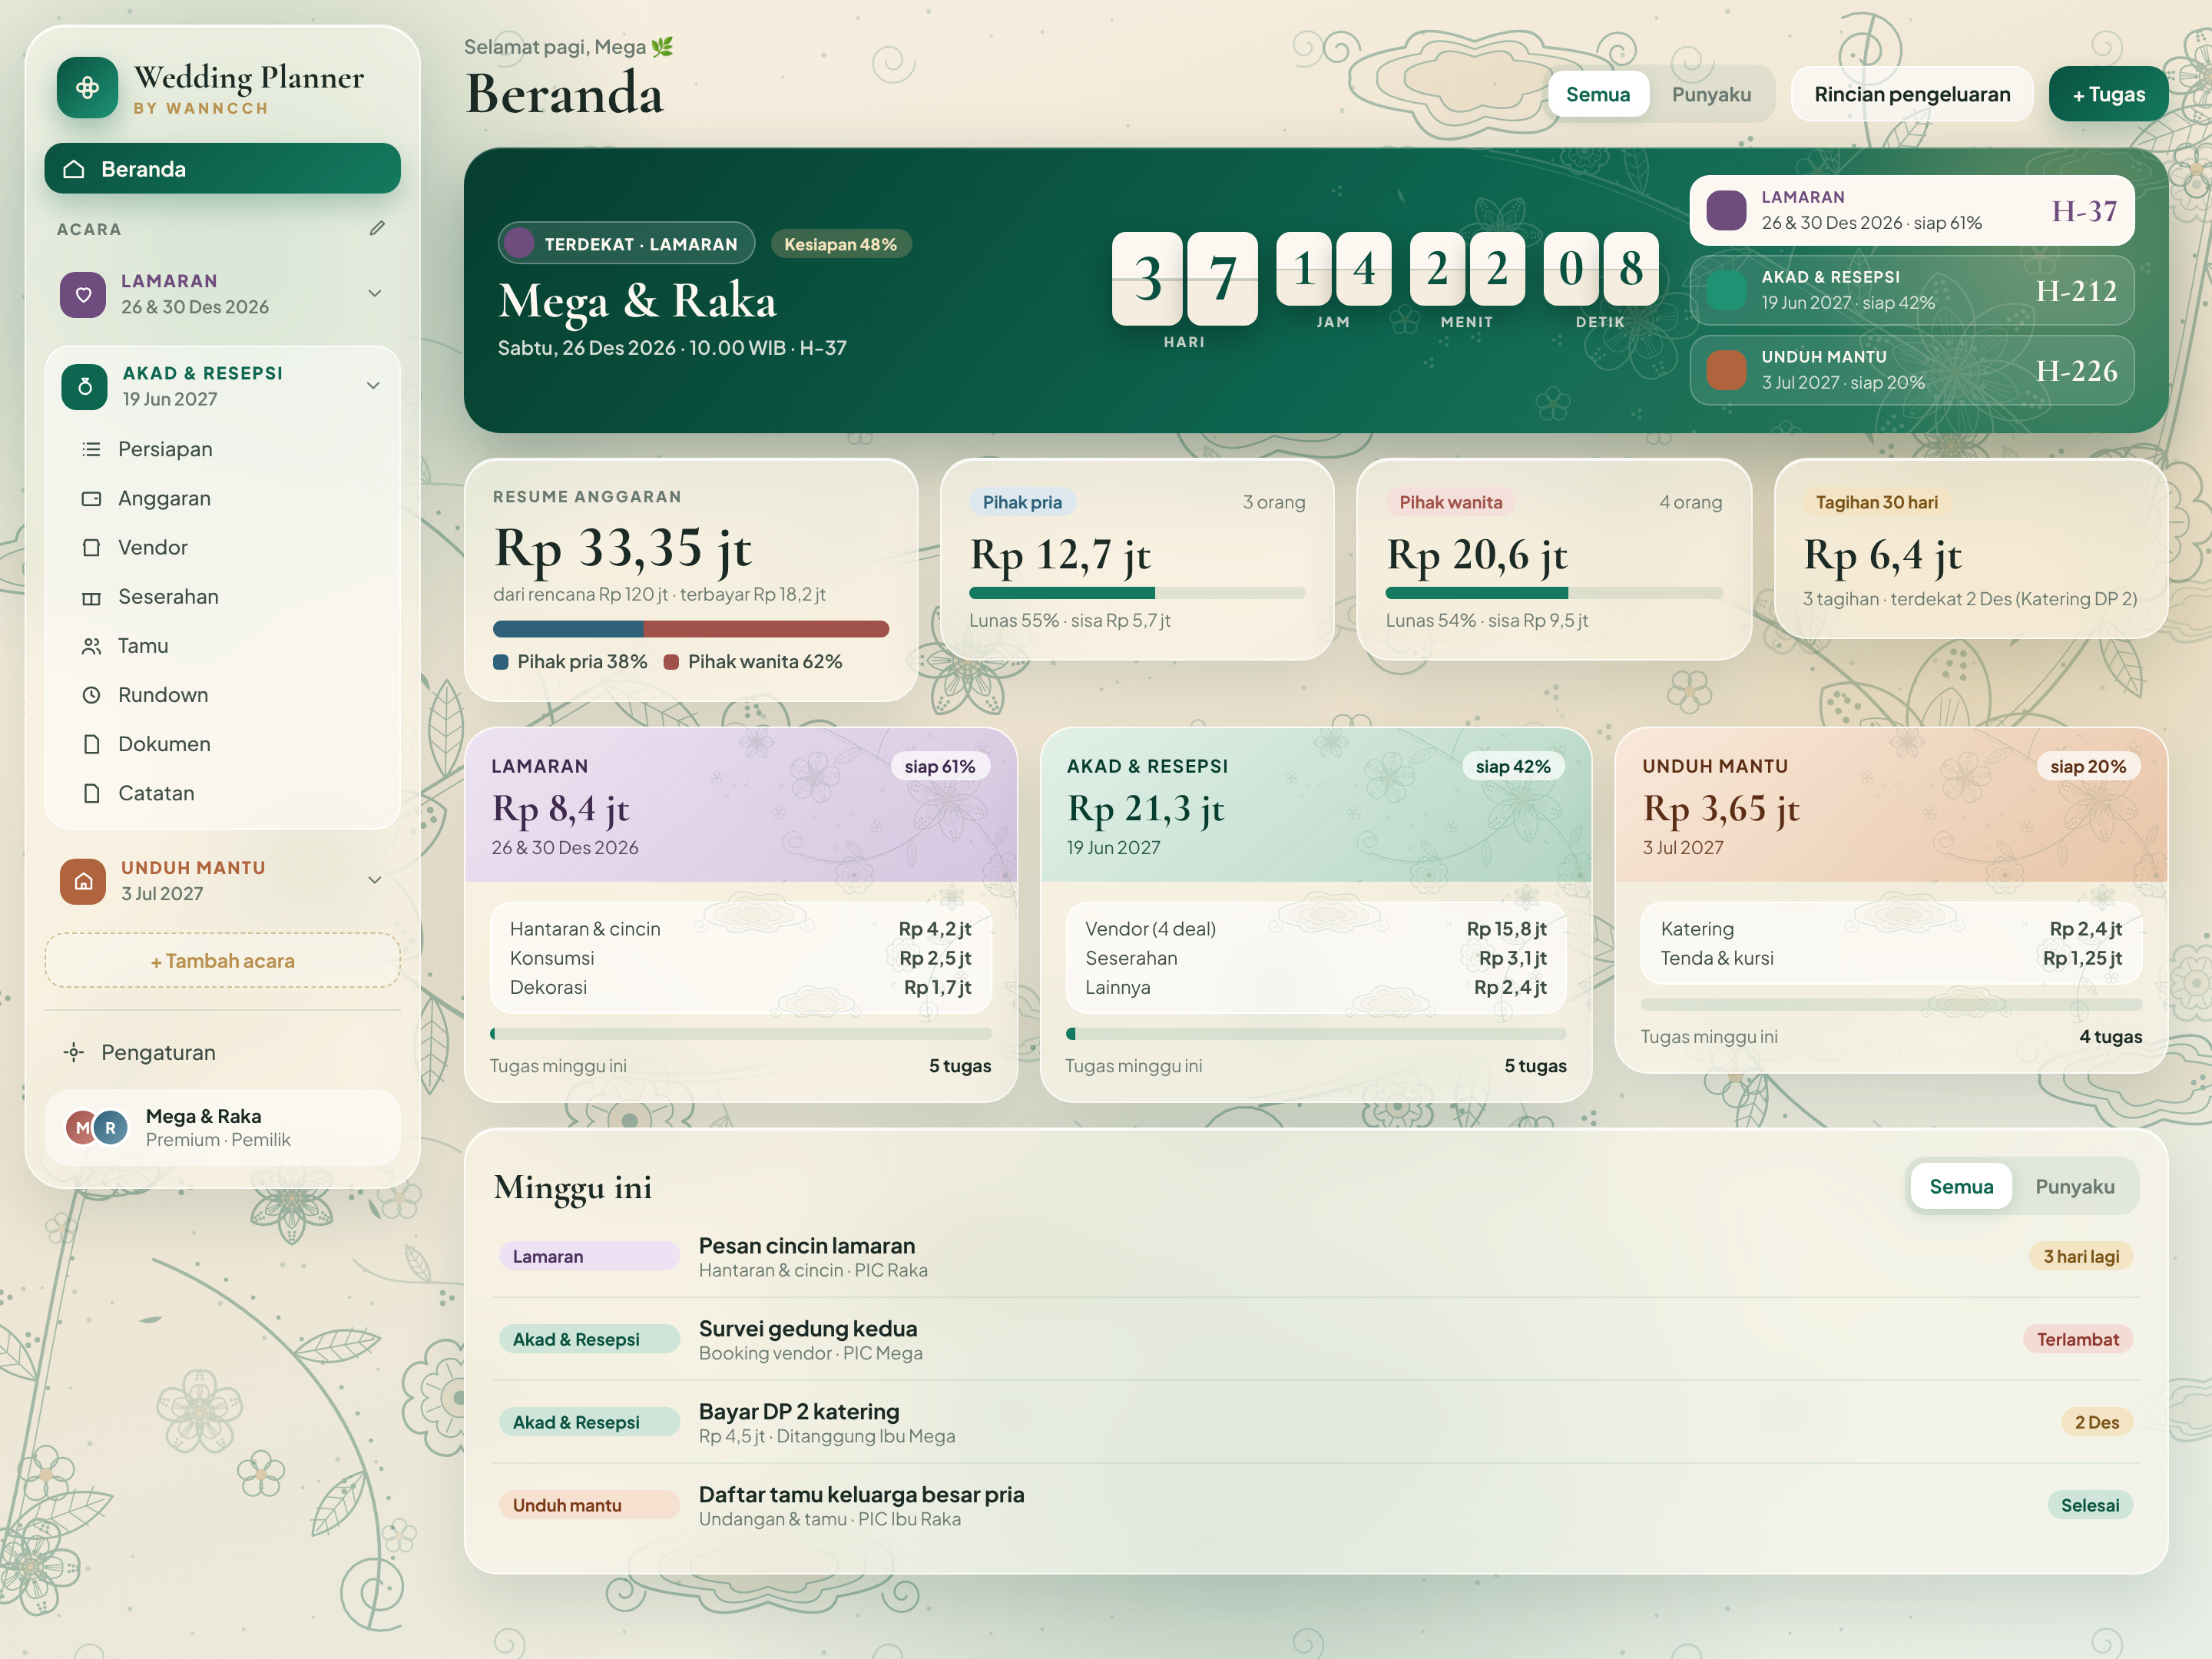 Wedding Planner
BY WANNCCH
Beranda
ACARA
LAMARAN
26 & 30 Des 2026
AKAD & RESEPSI
19 Jun 2027
Persiapan
Anggaran
Vendor
Seserahan
Tamu
Rundown
Dokumen
Catatan
UNDUH MANTU
3 Jul 2027
+ Tambah acara
Pengaturan
M R
Mega & Raka
Premium · Pemilik
Selamat pagi, Mega 🌿
Beranda
Semua Punyaku Rincian pengeluaran + Tugas
TERDEKAT · LAMARAN Kesiapan 48%
Mega & Raka
Sabtu, 26 Des 2026 · 10.00 WIB · H-37
37 14 22 08
HARI JAM MENIT DETIK
LAMARAN
26 & 30 Des 2026 · siap 61%
H-37
AKAD & RESEPSI
19 Jun 2027 · siap 42%
H-212
UNDUH MANTU
3 Jul 2027 · siap 20%
H-226
RESUME ANGGARAN
Rp 33,35 jt
dari rencana Rp 120 jt · terbayar Rp 18,2 jt
Pihak pria 38% Pihak wanita 62%
Pihak pria 3 orang
Rp 12,7 jt
Lunas 55% · sisa Rp 5,7 jt
Pihak wanita 4 orang
Rp 20,6 jt
Lunas 54% · sisa Rp 9,5 jt
Tagihan 30 hari
Rp 6,4 jt
3 tagihan · terdekat 2 Des (Katering DP 2)
LAMARAN siap 61%
Rp 8,4 jt
26 & 30 Des 2026
Hantaran & cincin Rp 4,2 jt
Konsumsi Rp 2,5 jt
Dekorasi Rp 1,7 jt
Tugas minggu ini 5 tugas
AKAD & RESEPSI siap 42%
Rp 21,3 jt
19 Jun 2027
Vendor (4 deal) Rp 15,8 jt
Seserahan Rp 3,1 jt
Lainnya Rp 2,4 jt
Tugas minggu ini 5 tugas
UNDUH MANTU siap 20%
Rp 3,65 jt
3 Jul 2027
Katering Rp 2,4 jt
Tenda & kursi Rp 1,25 jt
Tugas minggu ini 4 tugas
Minggu ini Semua Punyaku
Lamaran
Pesan cincin lamaran
Hantaran & cincin · PIC Raka
3 hari lagi
Akad & Resepsi
Survei gedung kedua
Booking vendor · PIC Mega
Terlambat
Akad & Resepsi
Bayar DP 2 katering
Rp 4,5 jt · Ditanggung Ibu Mega
2 Des
Unduh mantu
Daftar tamu keluarga besar pria
Undangan & tamu · PIC Ibu Raka
Selesai